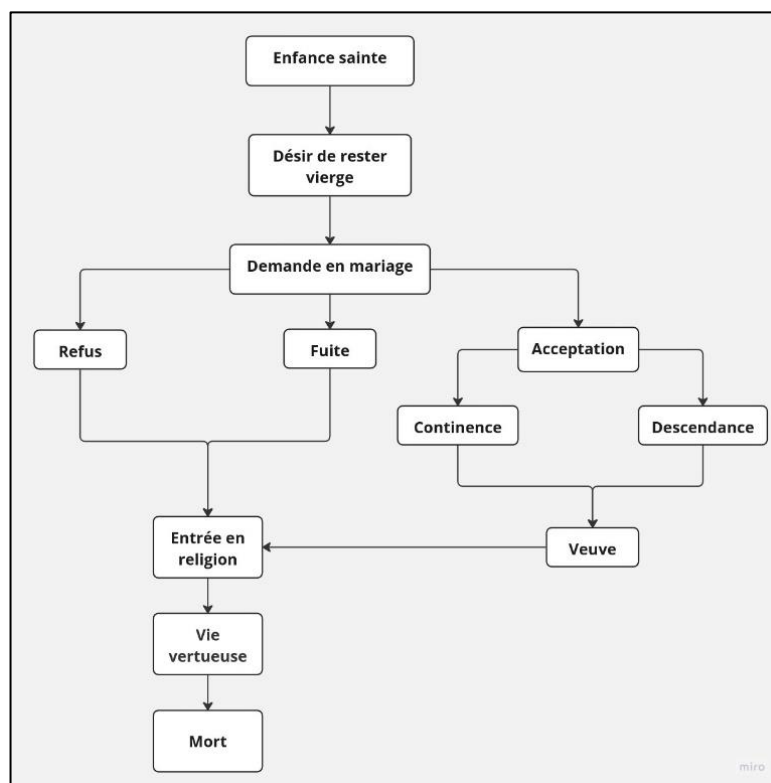 Enfance sainte
Désir de rester
vierge
Demande en mariage
Refus
Fuite
Acceptation
Continence
Descendance
Entrée en
religion
Veuve
Vie
vertueuse
Mort
miro